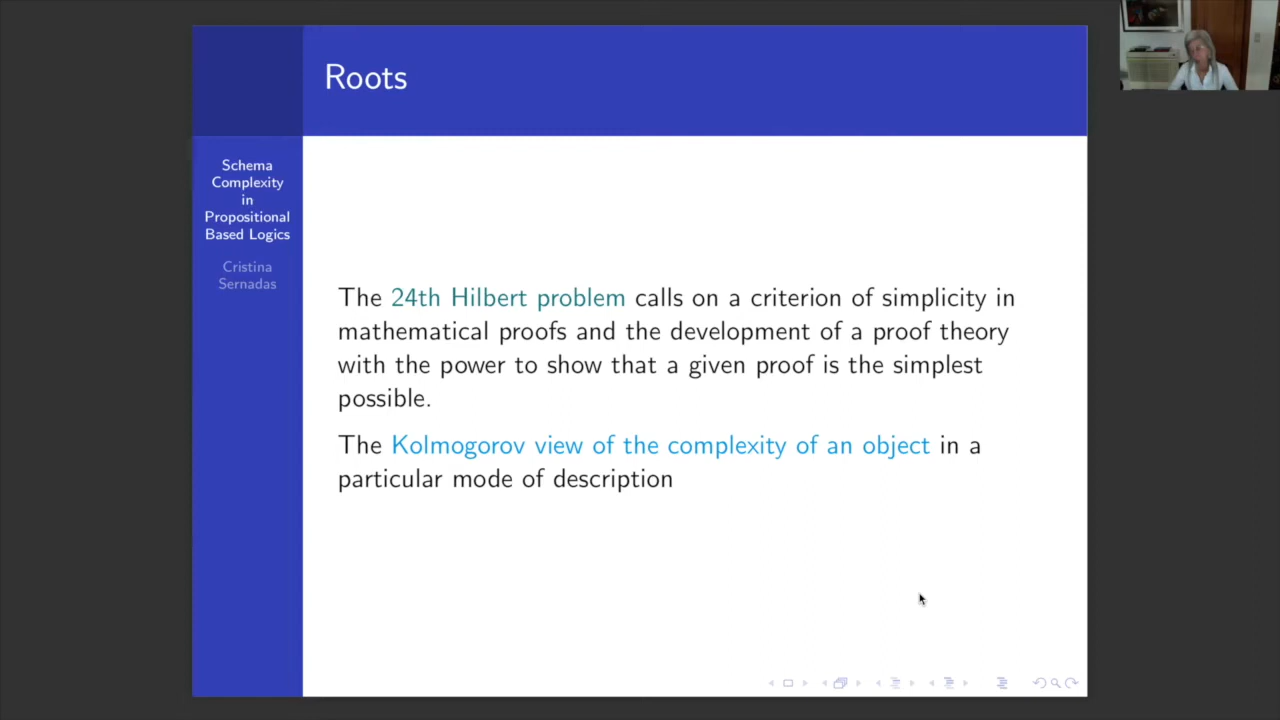 Roots
Schema
Complexity
in
Propositional
Based Logics
Cristina
Sernadas
The 24th Hilbert problem calls on a criterion of simplicity in
mathematical proofs and the development of a proof theory
with the power to show that a given proof is the simplest
possible.
The Kolmogorov view of the complexity of an object in a
particular mode of description